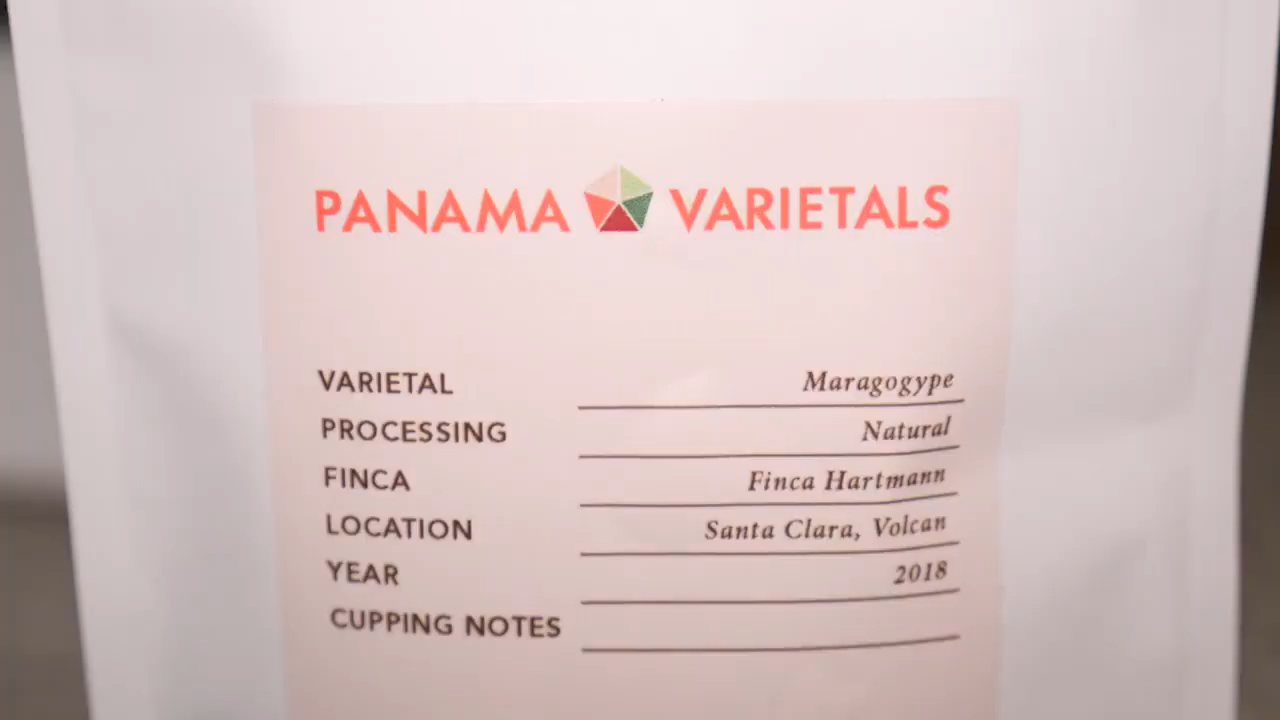 PANAMA VARIETALS
VARIETAL Maragogype
PROCESSING Natural
FINCA Finca Hartmann
LOCATION Santa Clara, Volcan
YEAR 2018
CUPPING NOTES